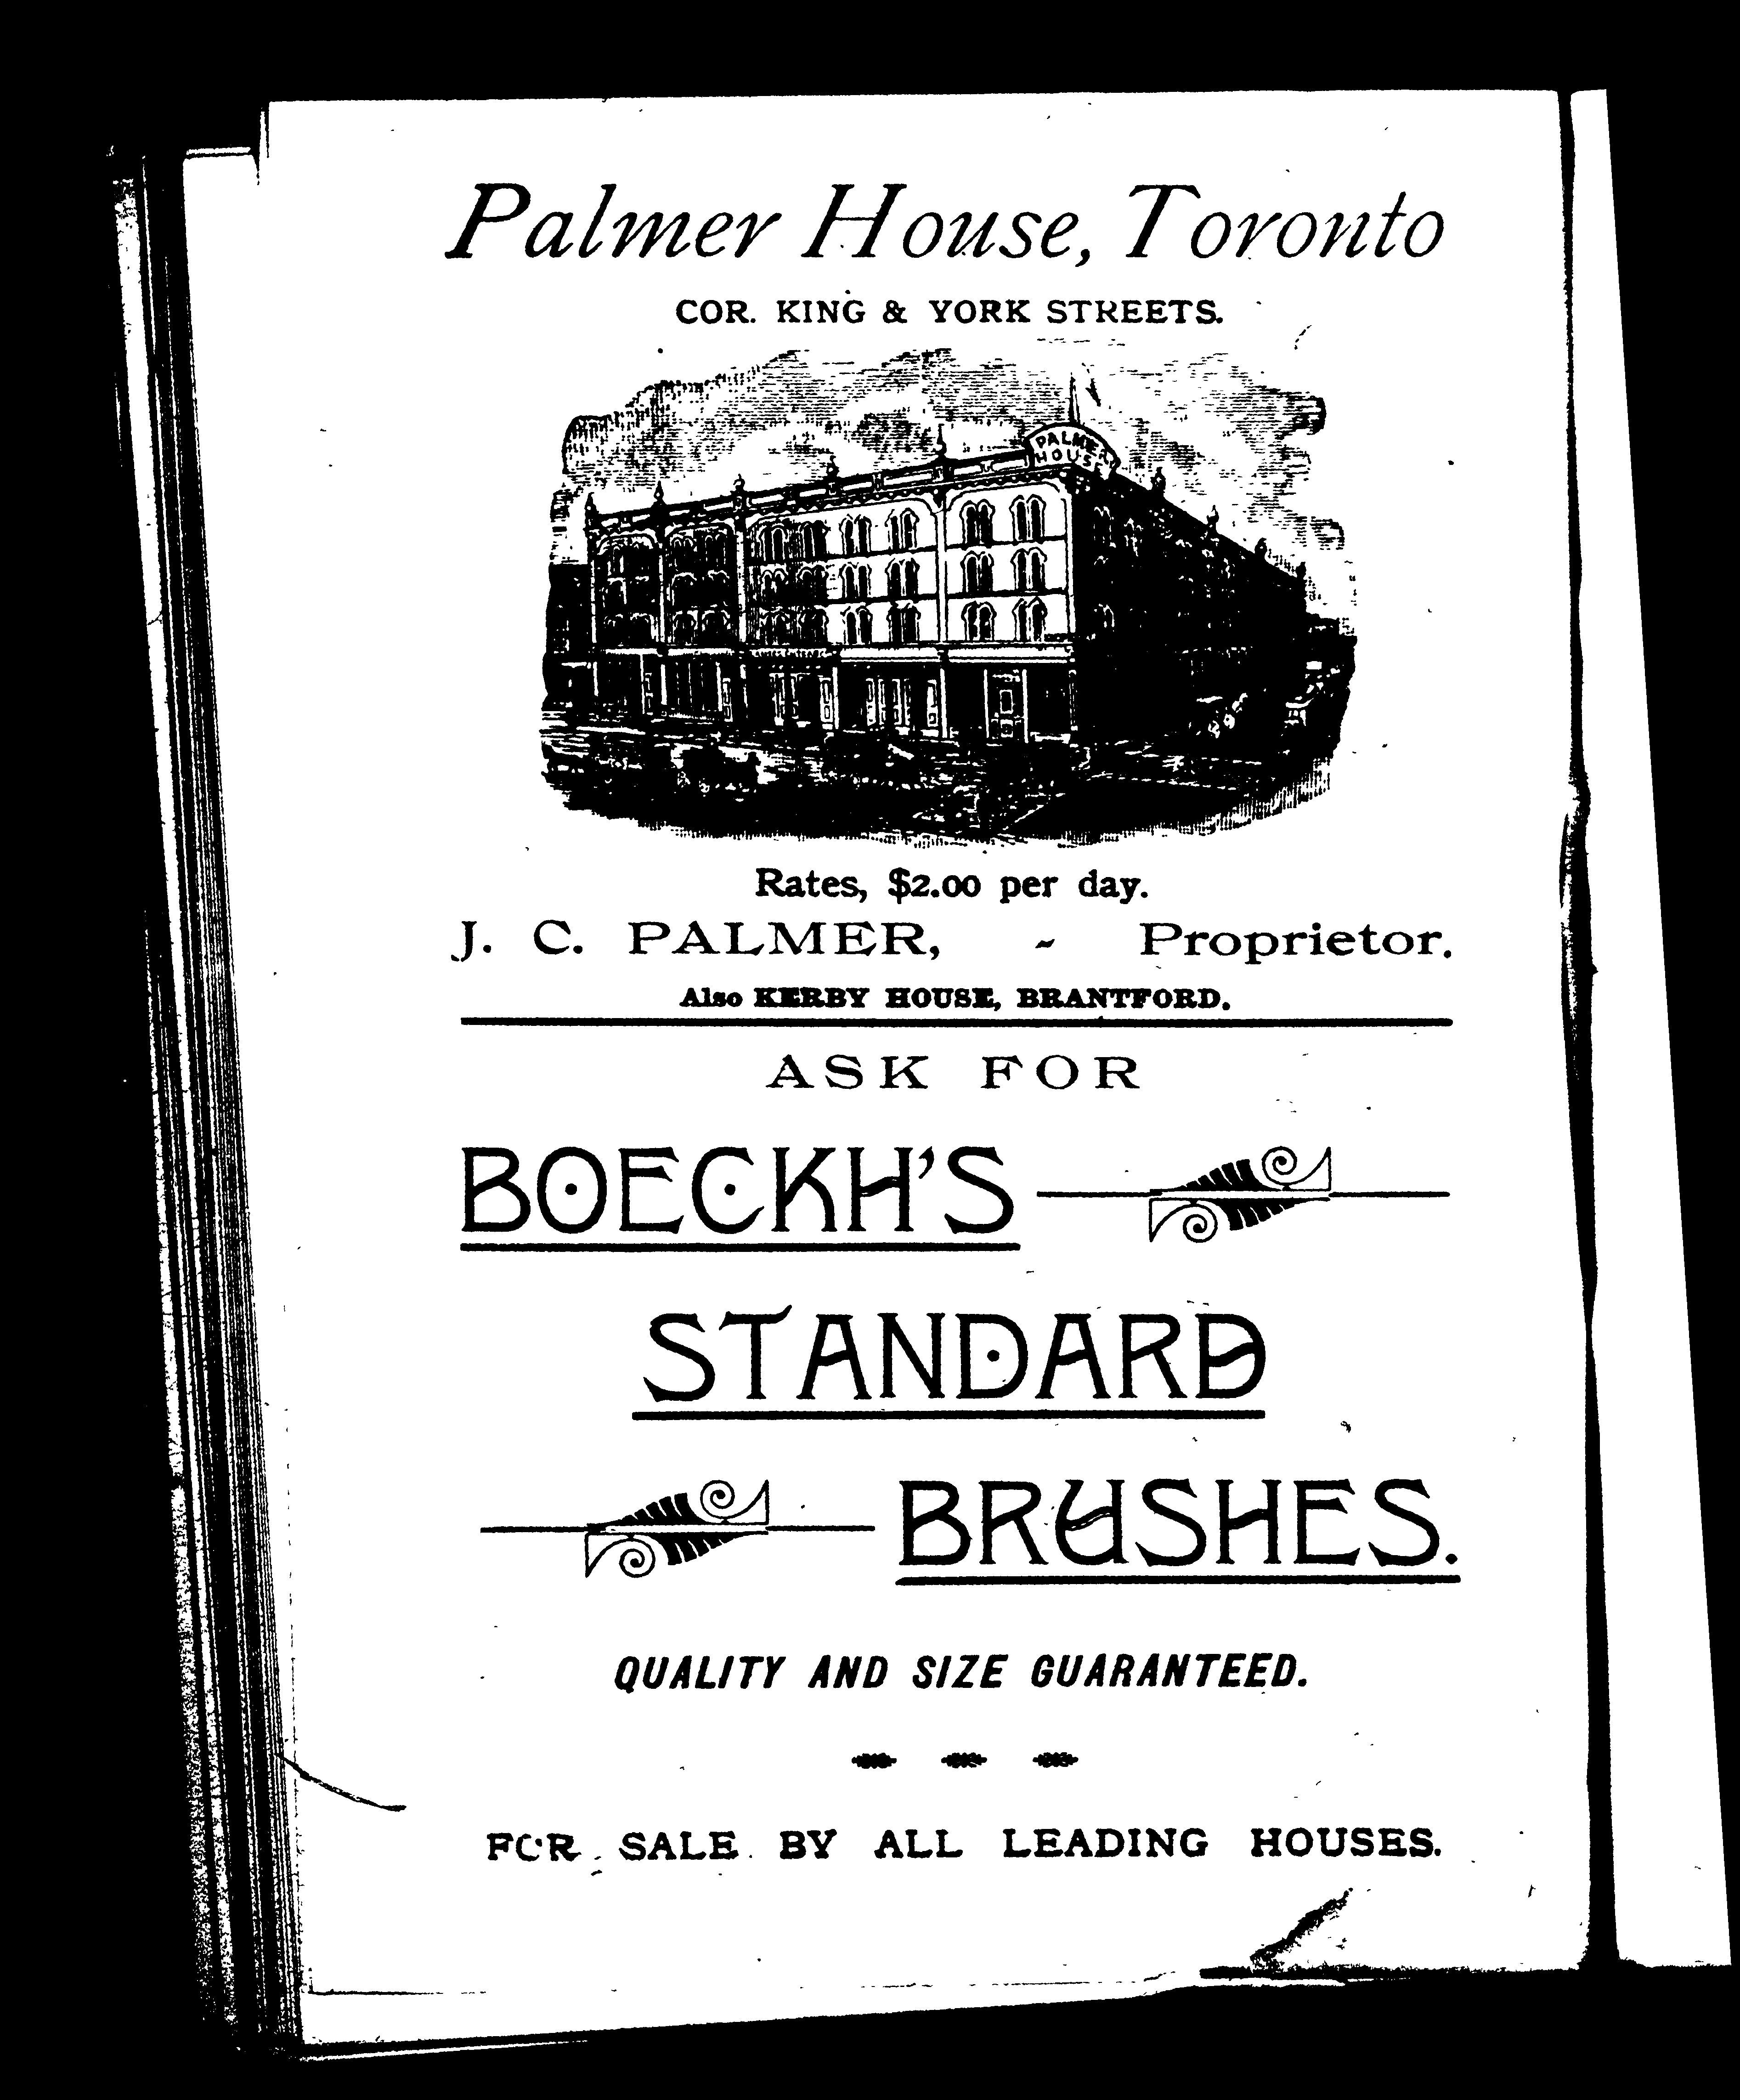 Palmer House, Toronto
COR. KING & YORK STREETS.
PALMER
HOUSE
Rates, $2.00 per day.
J. C. PALMER, - Proprietor.
Also KERBY HOUSE, BRANTFORD.
ASK FOR
BOECKH'S
STANDARD
BRUSHES.
QUALITY AND SIZE GUARANTEED.
FOR SALE BY ALL LEADING HOUSES.